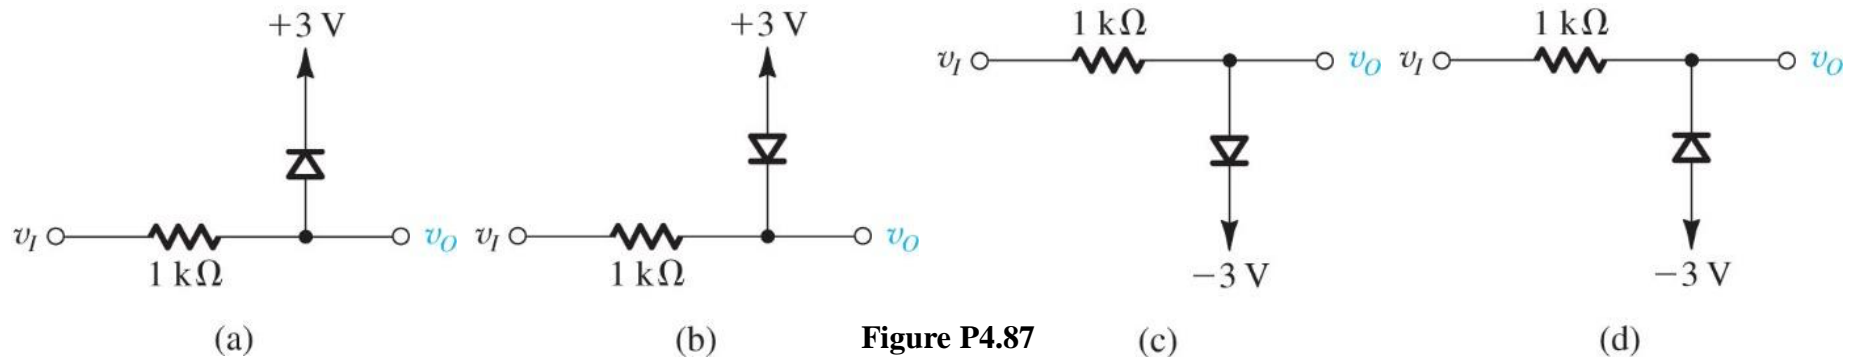 +3 V
v_I
1 kΩ
v_O
(a)
+3 V
v_I
1 kΩ
v_O
(b)
Figure P4.87
1 kΩ
v_I
v_O
−3 V
(c)
1 kΩ
v_I
v_O
−3 V
(d)